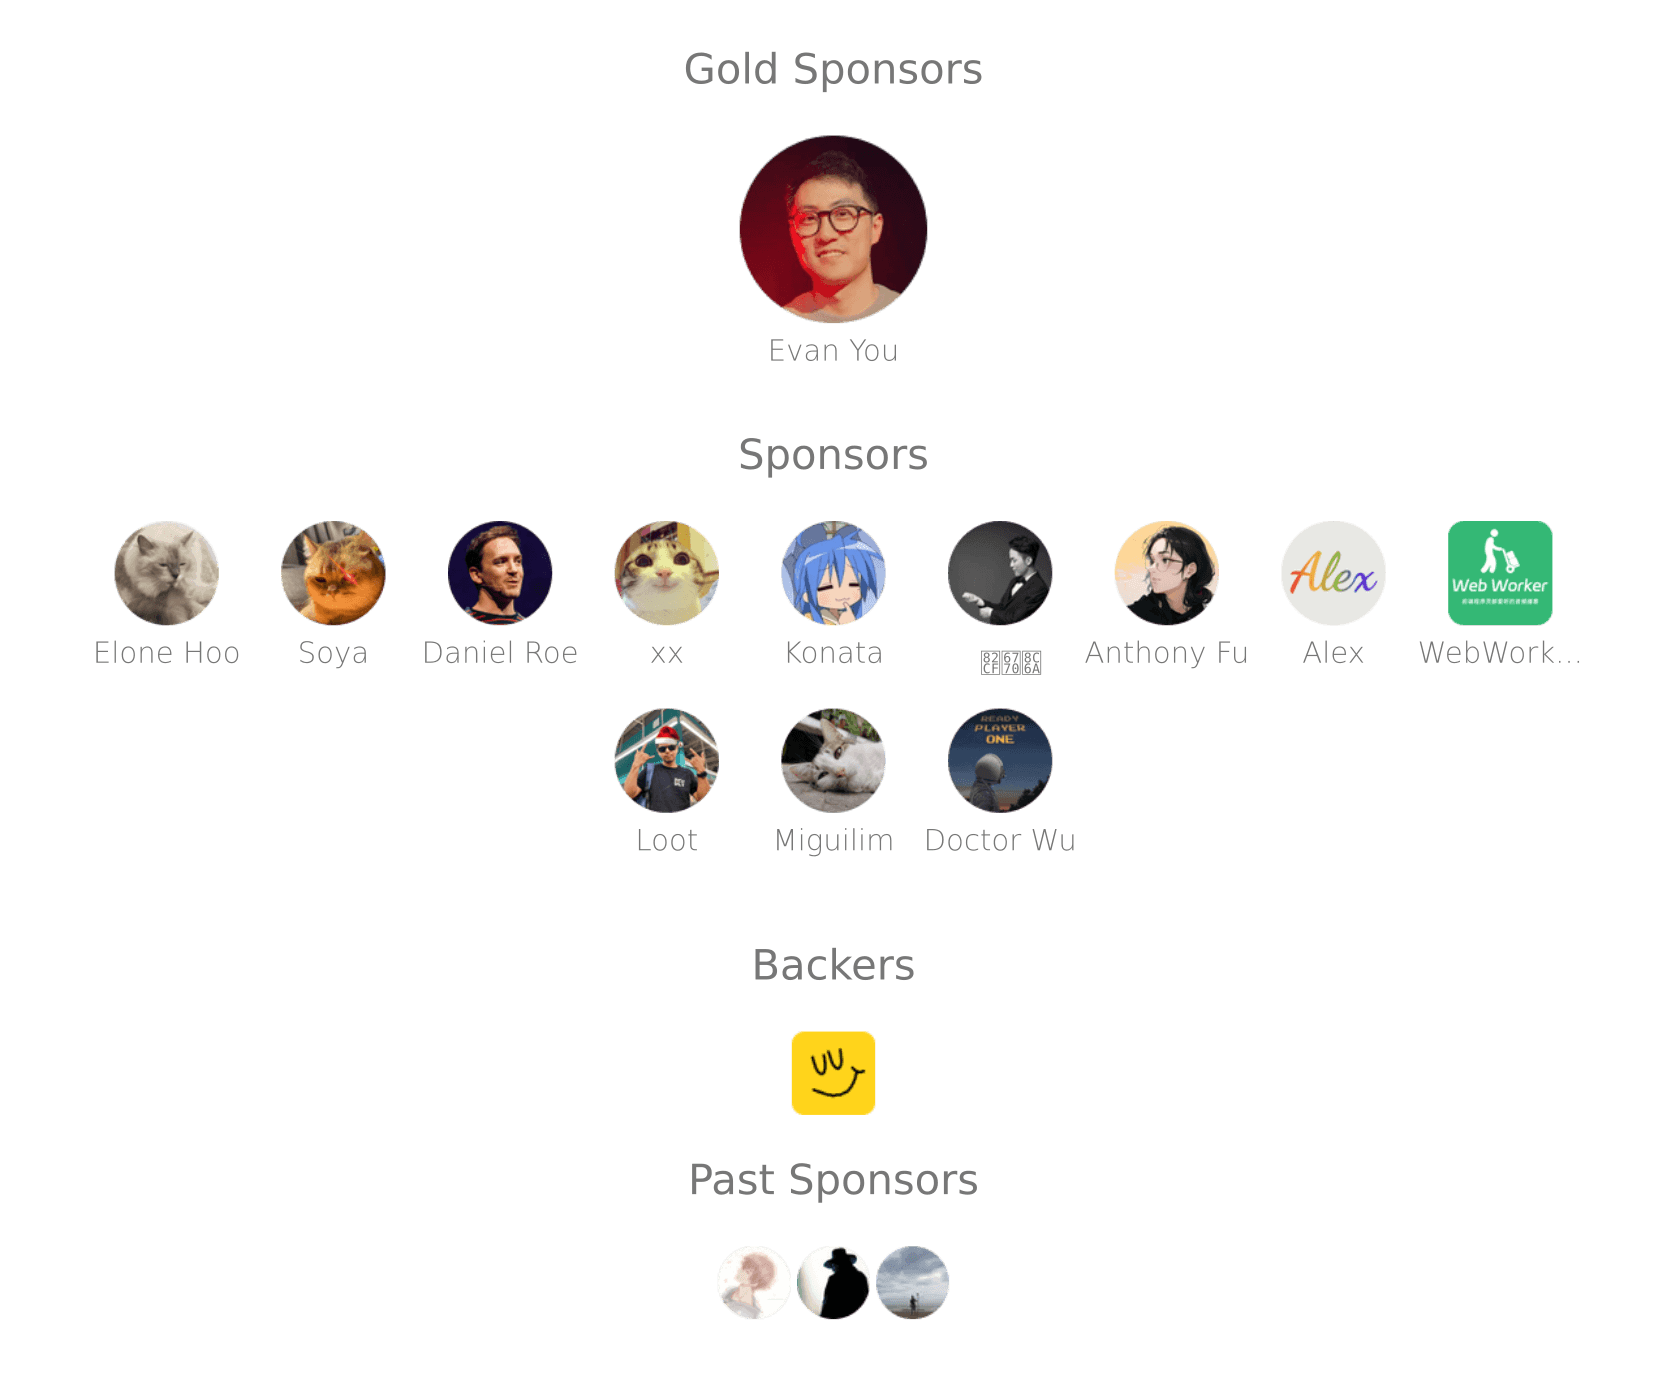 Gold Sponsors
Evan You
Sponsors
Alex
Web Worker
Elone Hoo
Soya
Daniel Roe
xx
Konata
Anthony Fu
Alex
WebWork...
READY
PLAYER
ONE
Loot
Miguilim
Doctor Wu
Backers
Past Sponsors